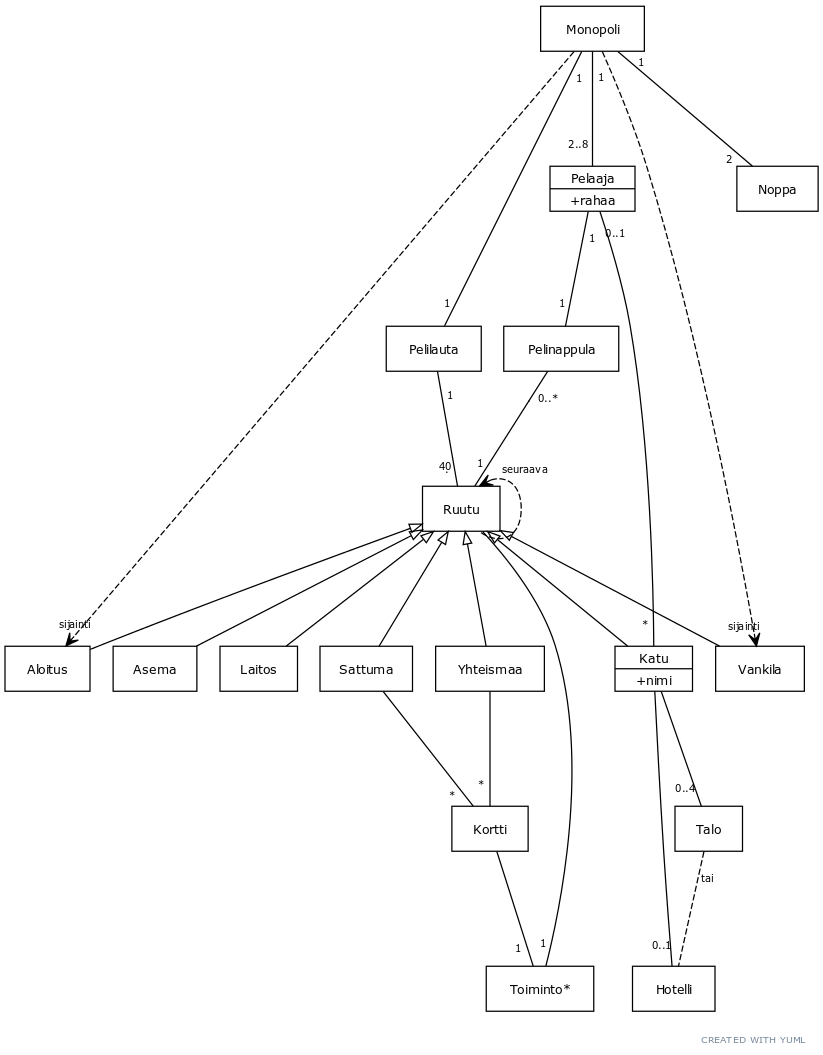 Monopoli
1
1
1
2..8
2
Pelaaja
+rahaa
Noppa
1
0..1
1
1
Pelilauta
Pelinappula
1
0..*
40
1
seuraava
Ruutu
sijainti
*
sijainti
Aloitus
Asema
Laitos
Sattuma
Yhteismaa
Katu
+nimi
Vankila
*
*
0..4
Kortti
Talo
tai
1
1
0..1
Toiminto*
Hotelli
CREATED WITH YUML